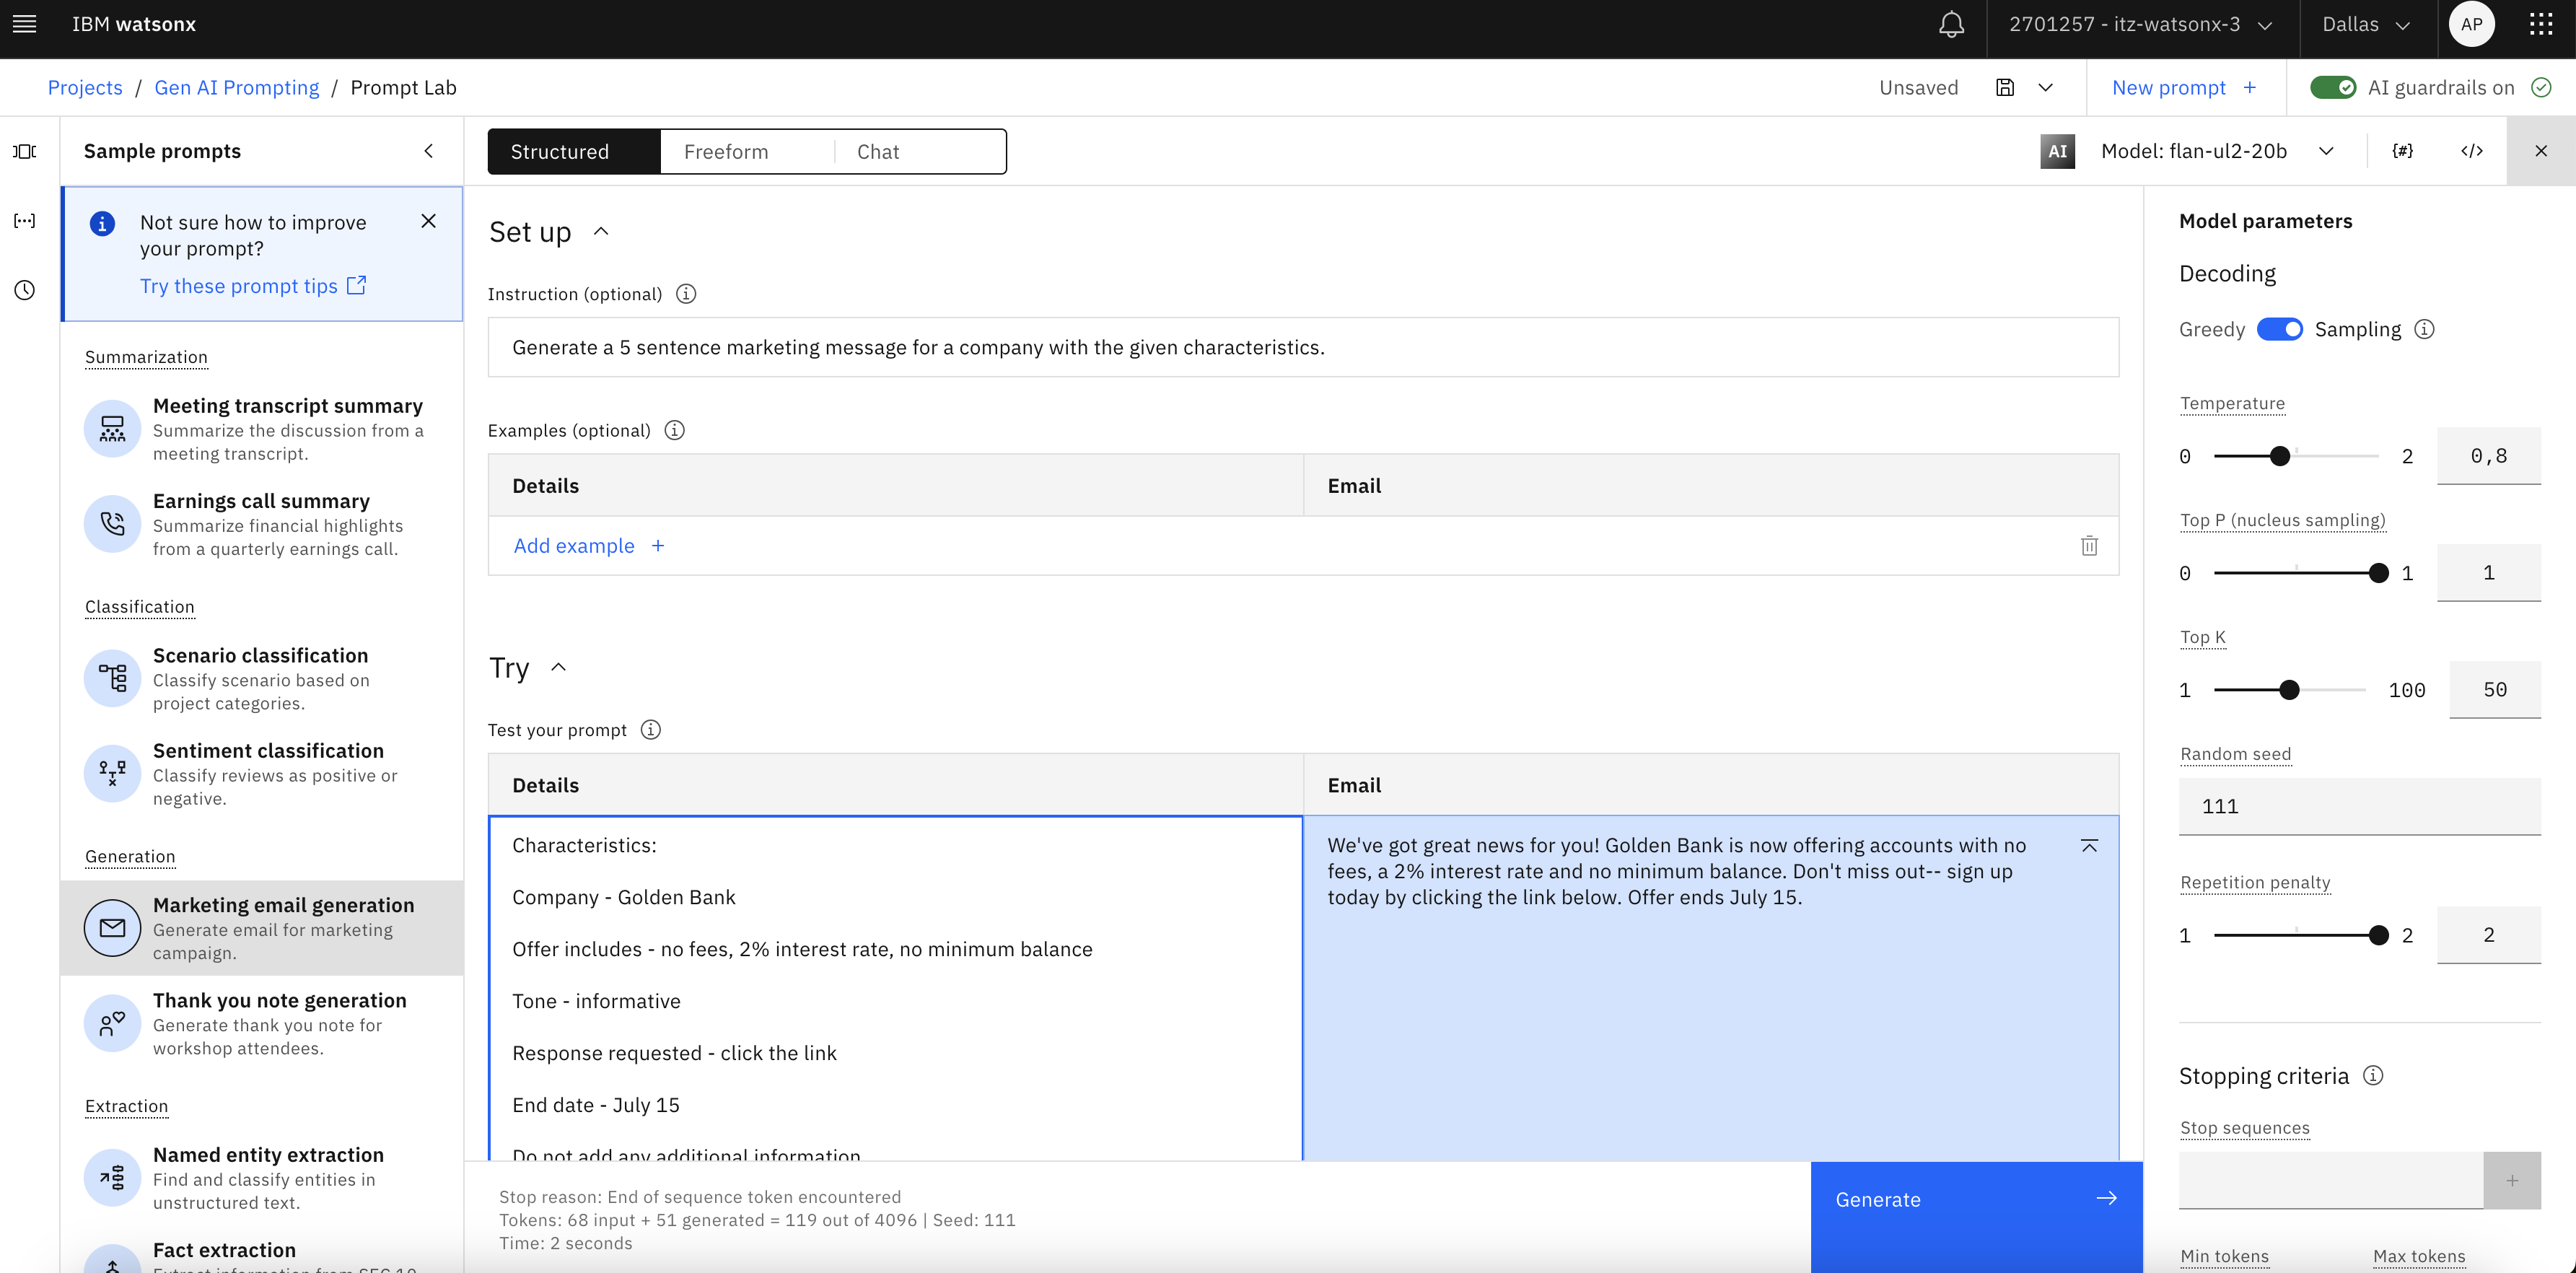 IBM watsonx
2701257 - itz-watsonx-3
Dallas
AP
Projects / Gen AI Prompting / Prompt Lab
Unsaved
New prompt +
AI guardrails on
Sample prompts
Structured
Freeform
Chat
AI
Model: flan-ul2-20b
{#}
</>
Not sure how to improve
your prompt?
Try these prompt tips
Summarization
Meeting transcript summary
Summarize the discussion from a
meeting transcript.
Earnings call summary
Summarize financial highlights
from a quarterly earnings call.
Classification
Scenario classification
Classify scenario based on
project categories.
Sentiment classification
Classify reviews as positive or
negative.
Generation
Marketing email generation
Generate email for marketing
campaign.
Thank you note generation
Generate thank you note for
workshop attendees.
Extraction
Named entity extraction
Find and classify entities in
unstructured text.
Fact extraction
Set up
Instruction (optional)
Generate a 5 sentence marketing message for a company with the given characteristics.
Examples (optional)
Details
Email
Add example +
Try
Test your prompt
Details
Email
Characteristics:
Company - Golden Bank
Offer includes - no fees, 2% interest rate, no minimum balance
Tone - informative
Response requested - click the link
End date - July 15
Do not add any additional information
We've got great news for you! Golden Bank is now offering accounts with no
fees, a 2% interest rate and no minimum balance. Don't miss out-- sign up
today by clicking the link below. Offer ends July 15.
Stop reason: End of sequence token encountered
Tokens: 68 input + 51 generated = 119 out of 4096 | Seed: 111
Time: 2 seconds
Generate
Model parameters
Decoding
Greedy
Sampling
Temperature
0
2
0,8
Top P (nucleus sampling)
0
1
1
Top K
1
100
50
Random seed
111
Repetition penalty
1
2
2
Stopping criteria
Stop sequences
+
Min tokens
Max tokens